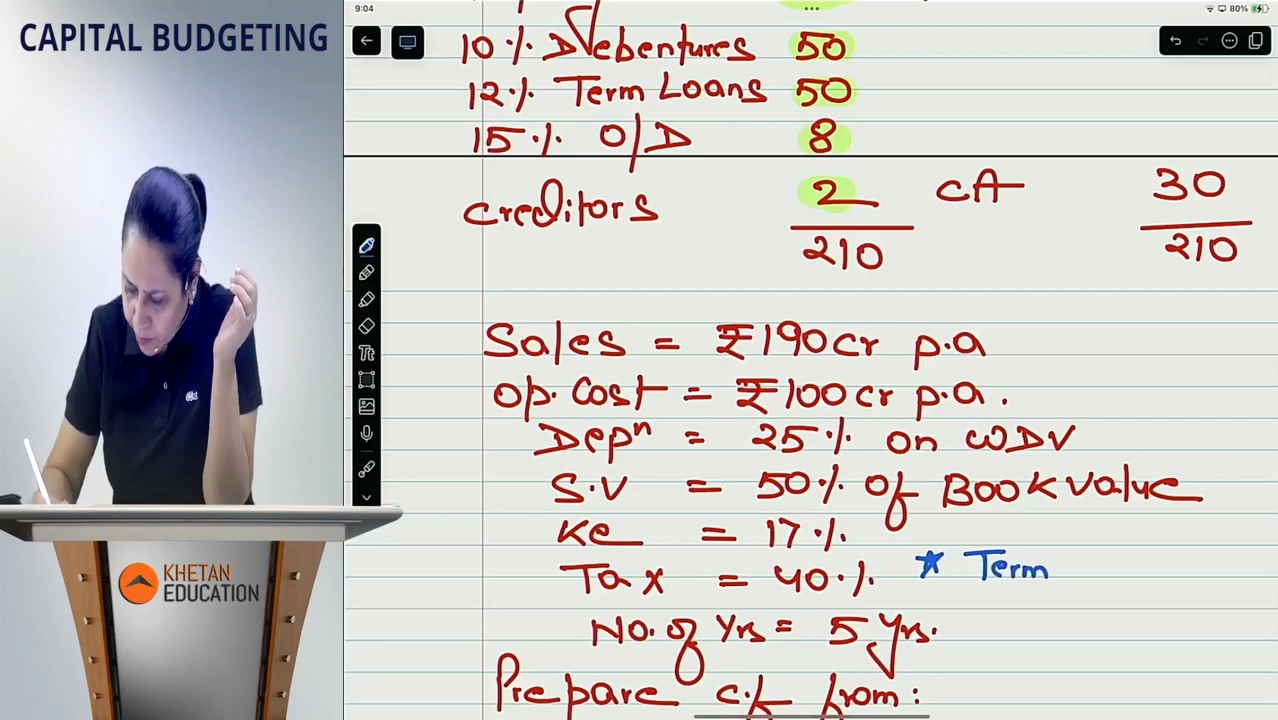 9:04
80%
CAPITAL BUDGETING
10% Debentures 50
12% Term Loans 50
15% O/D 8
creditors 2 CA 30
210 210
Sales = ₹190cr p.a
Op. Cost = ₹100cr p.a.
Depⁿ = 25% on WDV
S.V = 50% of Book Value
Ke = 17%
Tax = 40% * Term
No. of Yrs = 5 Yrs.
Prepare c.f from:
Tt
KHETAN
EDUCATION